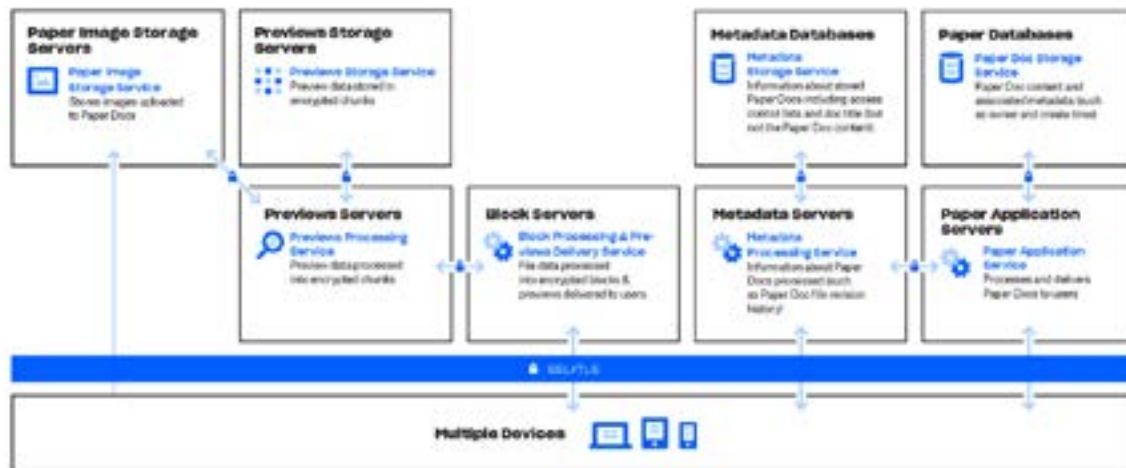 Paper Image Storage
Servers
Paper Image
Storage Service
Stores images uploaded
to Paper Docs
Previews Storage
Servers
Previews Storage Service
Preview data stored in
encrypted chunks
Metadata Databases
Metadata
Storage Service
Information about stored
Paper Docs including access
control lists and doc title (but
not the Paper Doc content)
Paper Databases
Paper Doc Storage
Service
Paper Doc content and
associated metadata (such
as owner and create time)
Previews Servers
Previews Processing
Service
Preview data processed
into encrypted chunks
Block Servers
Block Processing & Pre-
views Delivery Service
File data processed
into encrypted blocks &
previews delivered to users
Metadata Servers
Metadata
Processing Service
Information about Paper
Docs processed (such
as Paper Doc file revision
history)
Paper Application
Servers
Paper Application
Service
Processes and delivers
Paper Docs to users
SSL/TLS
Multiple Devices